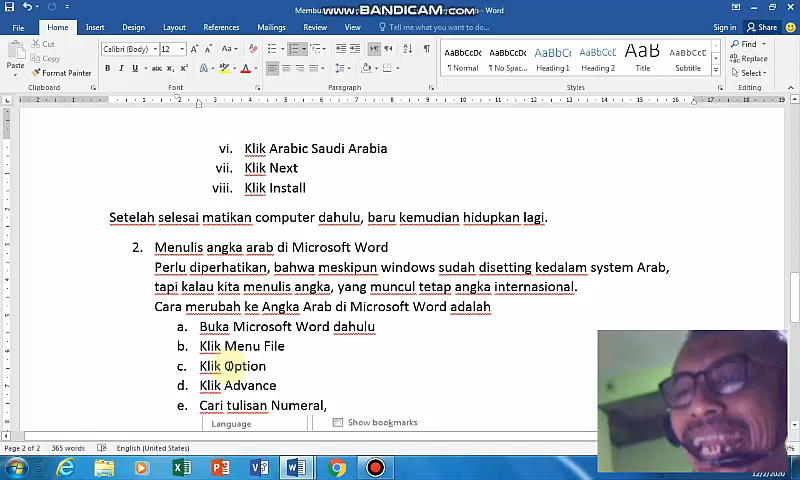 www.BANDICAM.com
Membu
- Word
File
Home
Insert
Draw
Design
Layout
References
Mailings
Review
View
Tell me what you want to do...
Sign in
Share
Paste
Cut
Copy
Format Painter
Clipboard
Calibri (Body)
12
Font
Paragraph
AaBbCcDc
¶ Normal
AaBbCcDc
¶ No Spac...
AaBbCc
Heading 1
AaBbCcD
Heading 2
AaB
Title
AaBbCcD
Subtitle
Styles
Find
Replace
Select
Editing
vi. Klik Arabic Saudi Arabia
vii. Klik Next
viii. Klik Install
Setelah selesai matikan computer dahulu, baru kemudian hidupkan lagi.
2. Menulis angka arab di Microsoft Word
Perlu diperhatikan, bahwa meskipun windows sudah disetting kedalam system Arab,
tapi kalau kita menulis angka, yang muncul tetap angka internasional.
Cara merubah ke Angka Arab di Microsoft Word adalah
a. Buka Microsoft Word dahulu
b. Klik Menu File
c. Klik Option
d. Klik Advance
e. Cari tulisan Numeral,
Language
Show bookmarks
Page 2 of 2
365 words
English (United States)
12/2/2020